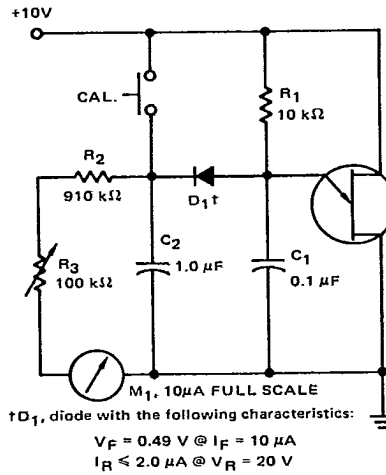 +10V
CAL.
R1
10 kΩ
R2
910 kΩ
D1†
C2
1.0 μF
C1
0.1 μF
R3
100 kΩ
M1, 10μA FULL SCALE
†D1, diode with the following characteristics:
VF = 0.49 V @ IF = 10 μA
IR ≤ 2.0 μA @ VR = 20 V